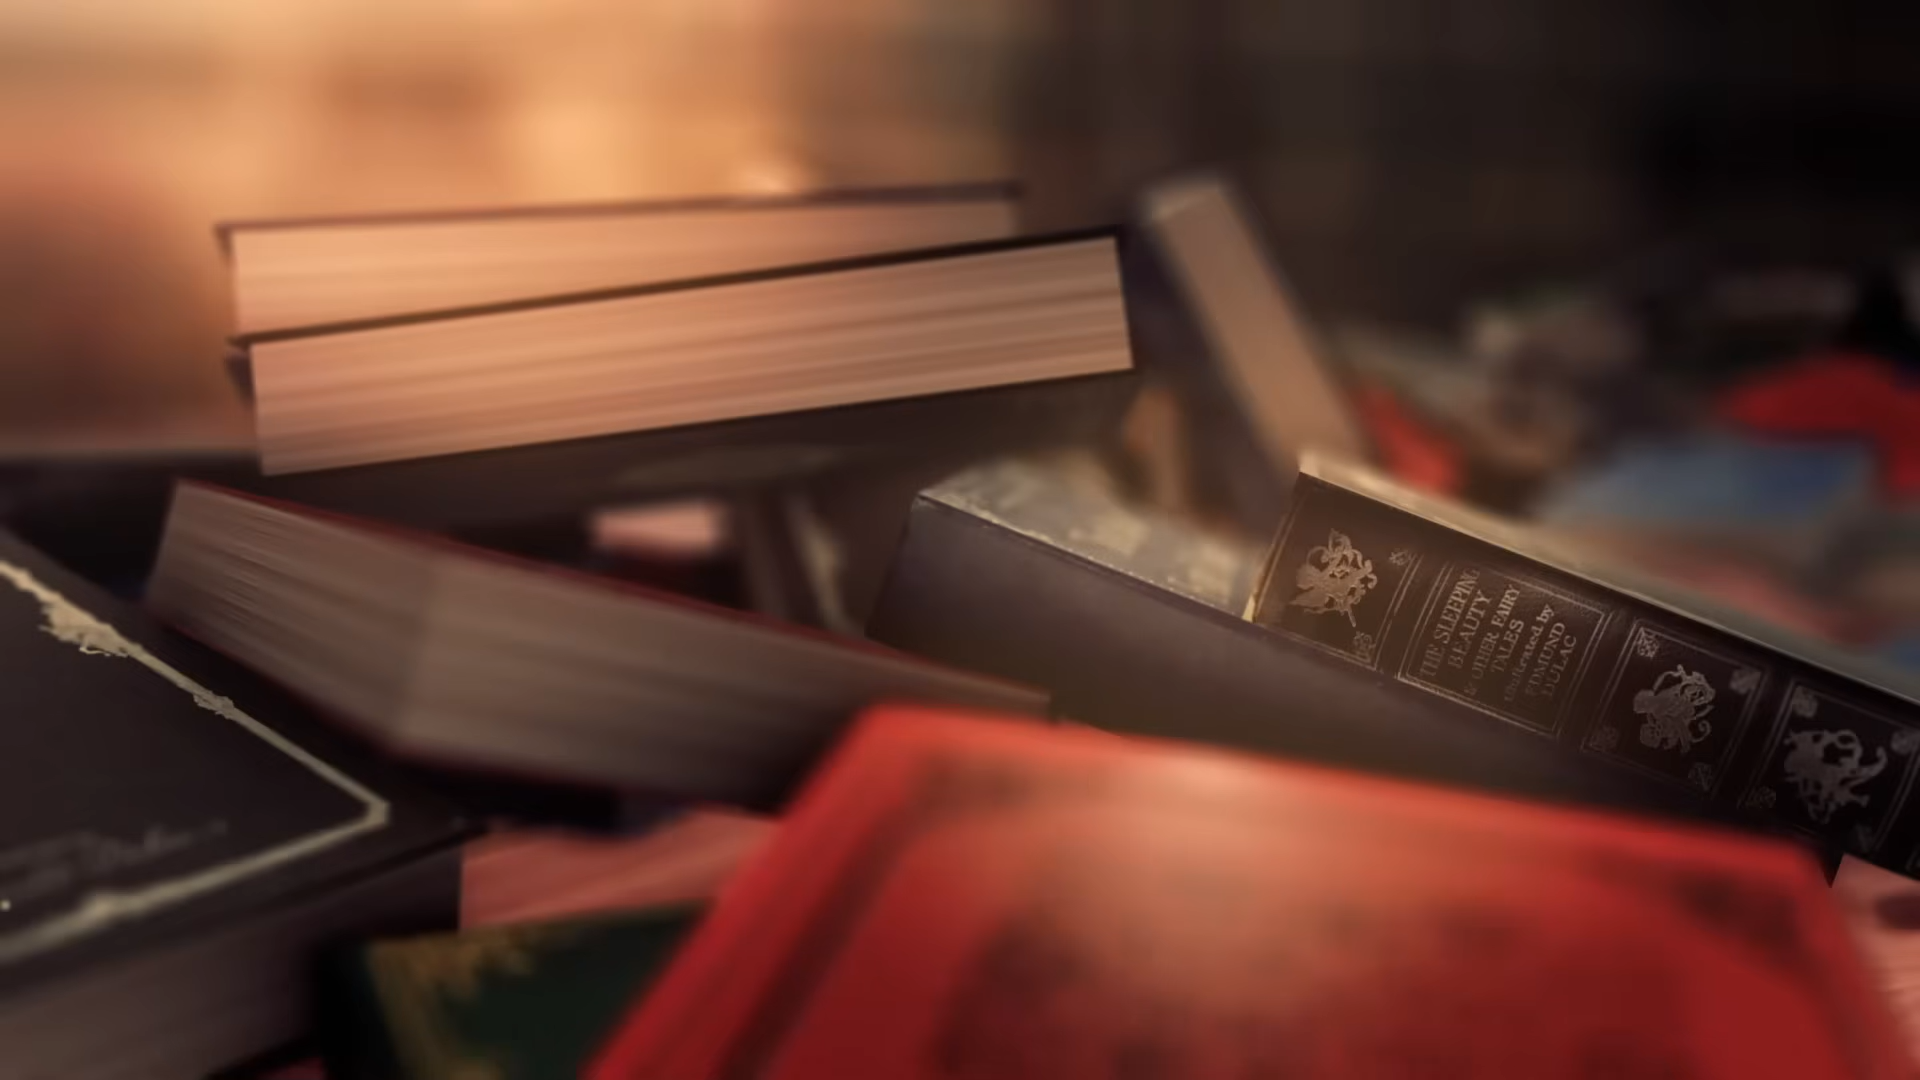 THE SLEEPING
BEAUTY
& OTHER FAIRY
TALES
illustrated by
EDMUND
DULAC